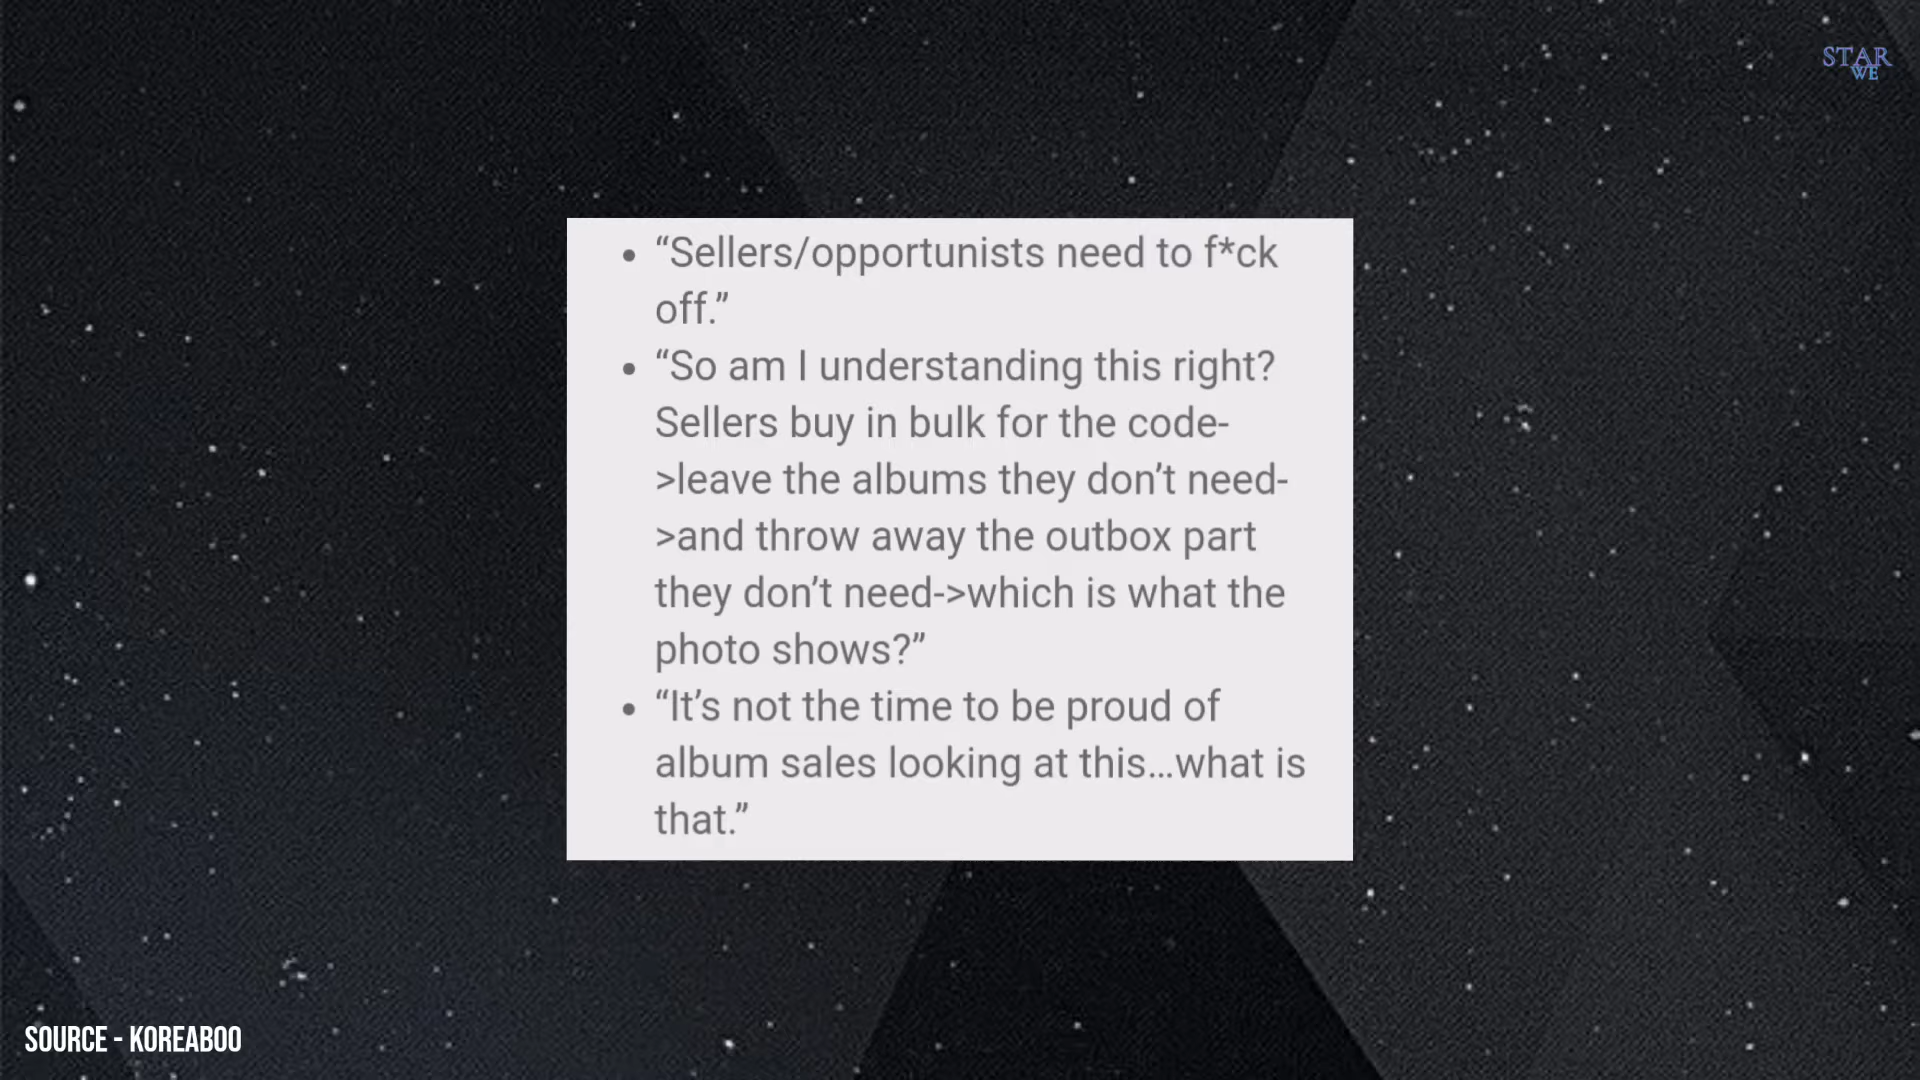 STAR
WE
• “Sellers/opportunists need to f*ck
off.”
• “So am I understanding this right?
Sellers buy in bulk for the code-
>leave the albums they don’t need-
>and throw away the outbox part
they don’t need->which is what the
photo shows?”
• “It’s not the time to be proud of
album sales looking at this…what is
that.”
SOURCE - KOREABOO